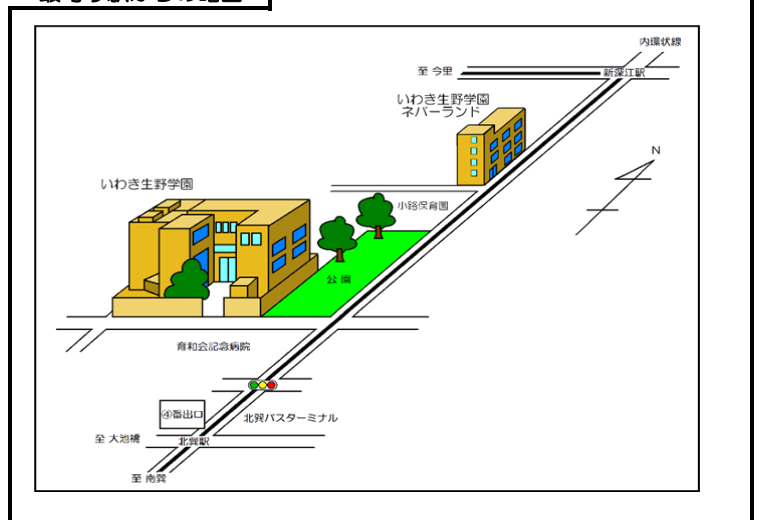 内環状線
至 今里
新深江駅
いわき生野学園
ネバーランド
N
いわき生野学園
小路保育園
公園
育和会記念病院
④番出口
北巽バスターミナル
至 大池橋
北巽駅
至 南巽